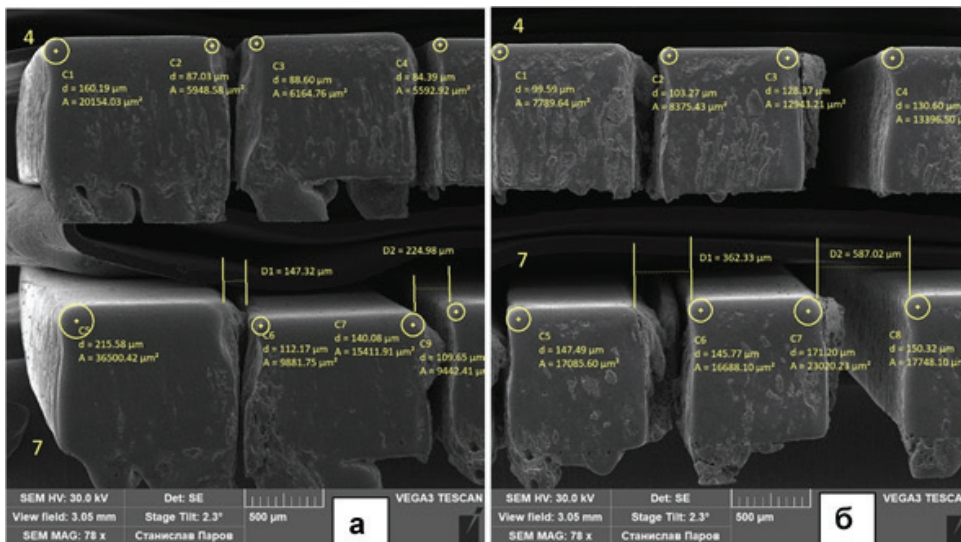 4
C1
d = 160.19 μm
A = 20154.03 μm²
C2
d = 87.03 μm
A = 5948.58 μm²
C3
d = 88.60 μm
A = 6164.76 μm²
C4
d = 84.39 μm
A = 5592.92 μm²
D2 = 224.98 μm
D1 = 147.32 μm
C5
d = 215.58 μm
A = 36500.42 μm²
C6
d = 112.17 μm
A = 9881.75 μm²
C7
d = 140.08 μm
A = 15411.91 μm²
C9
d = 109.65 μm
A = 9442.41 μm²
7
SEM HV: 30.0 kV
Det: SE
VEGA3 TESCAN
View field: 3.05 mm
Stage Tilt: 2.3°
500 μm
SEM MAG: 78 x
Станислав Паров
а
4
C1
d = 99.59 μm
A = 7789.64 μm²
C2
d = 103.27 μm
A = 8375.43 μm²
C3
d = 128.37 μm
A = 12943.21 μm²
C4
d = 130.60 μm
A = 13396.50 μm²
7
D1 = 362.33 μm
D2 = 587.02 μm
C5
d = 147.49 μm
A = 17085.60 μm²
C6
d = 145.77 μm
A = 16688.10 μm²
C7
d = 171.20 μm
A = 23020.23 μm²
C8
d = 150.32 μm
A = 17748.10 μm²
SEM HV: 30.0 kV
Det: SE
VEGA3 TESCAN
View field: 3.05 mm
Stage Tilt: 2.3°
500 μm
SEM MAG: 78 x
Станислав Паров
б